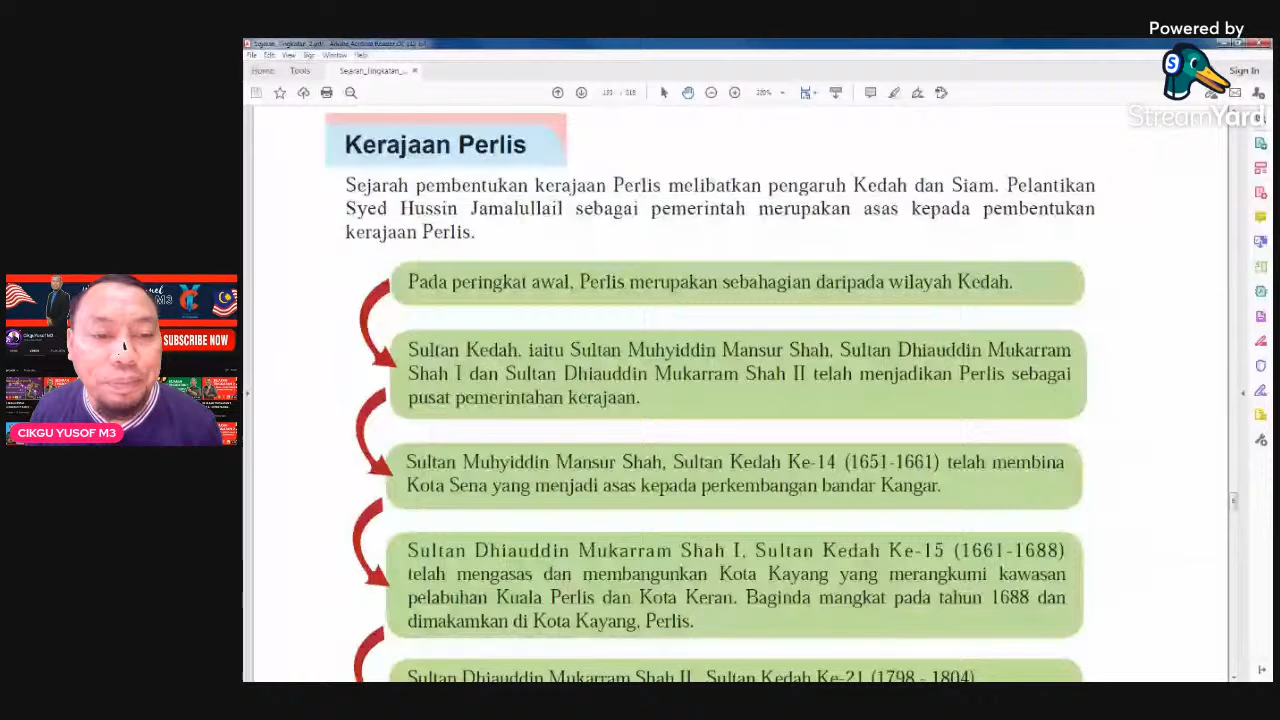 Powered by
StreamYard
File Edit View Sign Window Help
Home Tools Sejarah_Tingkatan_...
Sign In
Kerajaan Perlis
Sejarah pembentukan kerajaan Perlis melibatkan pengaruh Kedah dan Siam. Pelantikan
Syed Hussin Jamalullail sebagai pemerintah merupakan asas kepada pembentukan
kerajaan Perlis.
Pada peringkat awal, Perlis merupakan sebahagian daripada wilayah Kedah.
Sultan Kedah, iaitu Sultan Muhyiddin Mansur Shah, Sultan Dhiauddin Mukarram
Shah I dan Sultan Dhiauddin Mukarram Shah II telah menjadikan Perlis sebagai
pusat pemerintahan kerajaan.
Sultan Muhyiddin Mansur Shah, Sultan Kedah Ke-14 (1651-1661) telah membina
Kota Sena yang menjadi asas kepada perkembangan bandar Kangar.
Sultan Dhiauddin Mukarram Shah I, Sultan Kedah Ke-15 (1661-1688)
telah mengasas dan membangunkan Kota Kayang yang merangkumi kawasan
pelabuhan Kuala Perlis dan Kota Keran. Baginda mangkat pada tahun 1688 dan
dimakamkan di Kota Kayang, Perlis.
Sultan Dhiauddin Mukarram Shah II, Sultan Kedah Ke-21 (1798 - 1804)
SUBSCRIBE NOW
CIKGU YUSOF M3